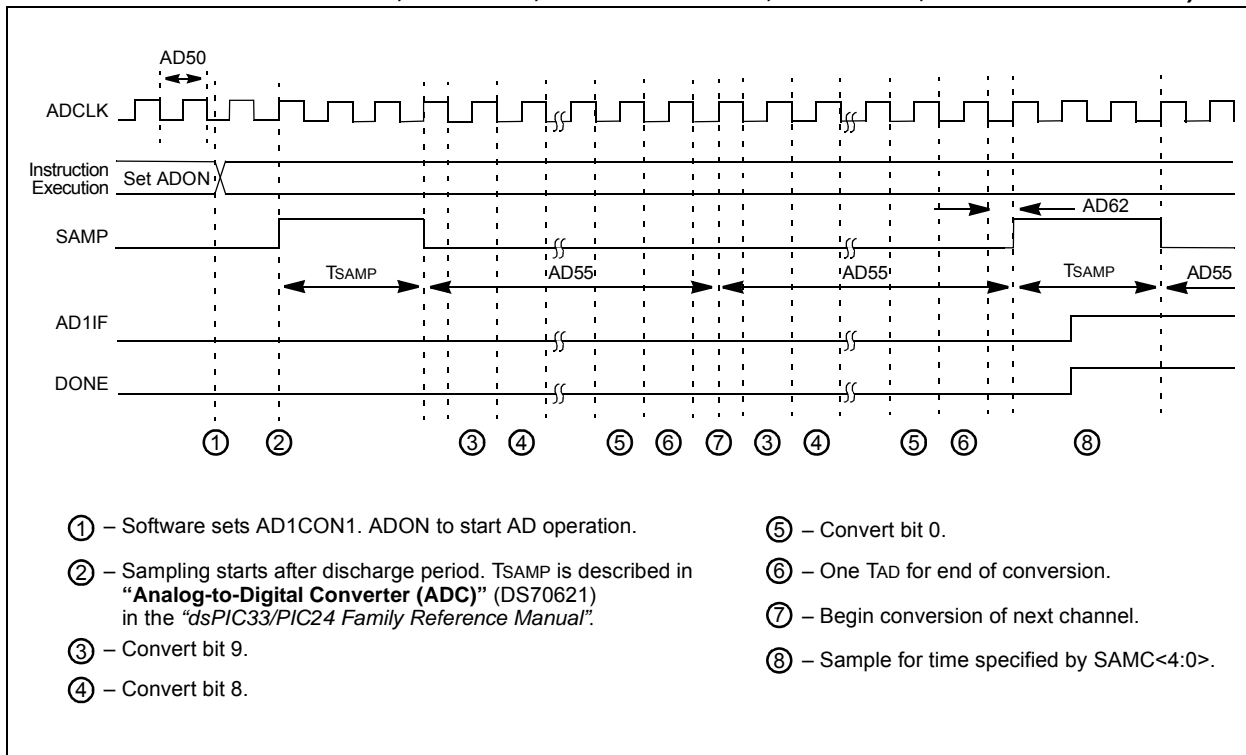 AD50
ADCLK
Instruction
Execution
Set ADON
AD62
SAMP
TSAMP
AD55
AD55
TSAMP
AD55
AD1IF
DONE
1 2 3 4 5 6 7 3 4 5 6 8
1 – Software sets AD1CON1. ADON to start AD operation.
2 – Sampling starts after discharge period. TSAMP is described in
“Analog-to-Digital Converter (ADC)” (DS70621)
in the “dsPIC33/PIC24 Family Reference Manual”.
3 – Convert bit 9.
4 – Convert bit 8.
5 – Convert bit 0.
6 – One TAD for end of conversion.
7 – Begin conversion of next channel.
8 – Sample for time specified by SAMC<4:0>.